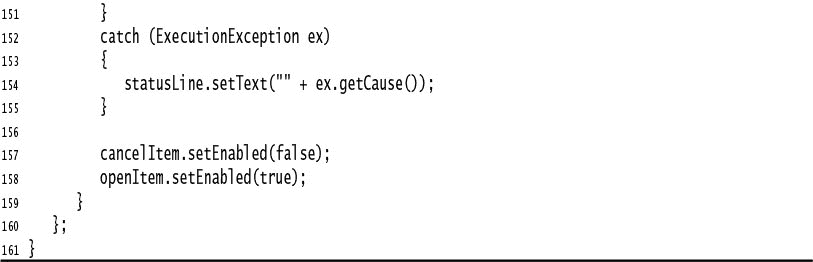 151          }
152          catch (ExecutionException ex)
153          {
154             statusLine.setText("" + ex.getCause());
155          }
156
157          cancelItem.setEnabled(false);
158          openItem.setEnabled(true);
159       }
160    };
161 }